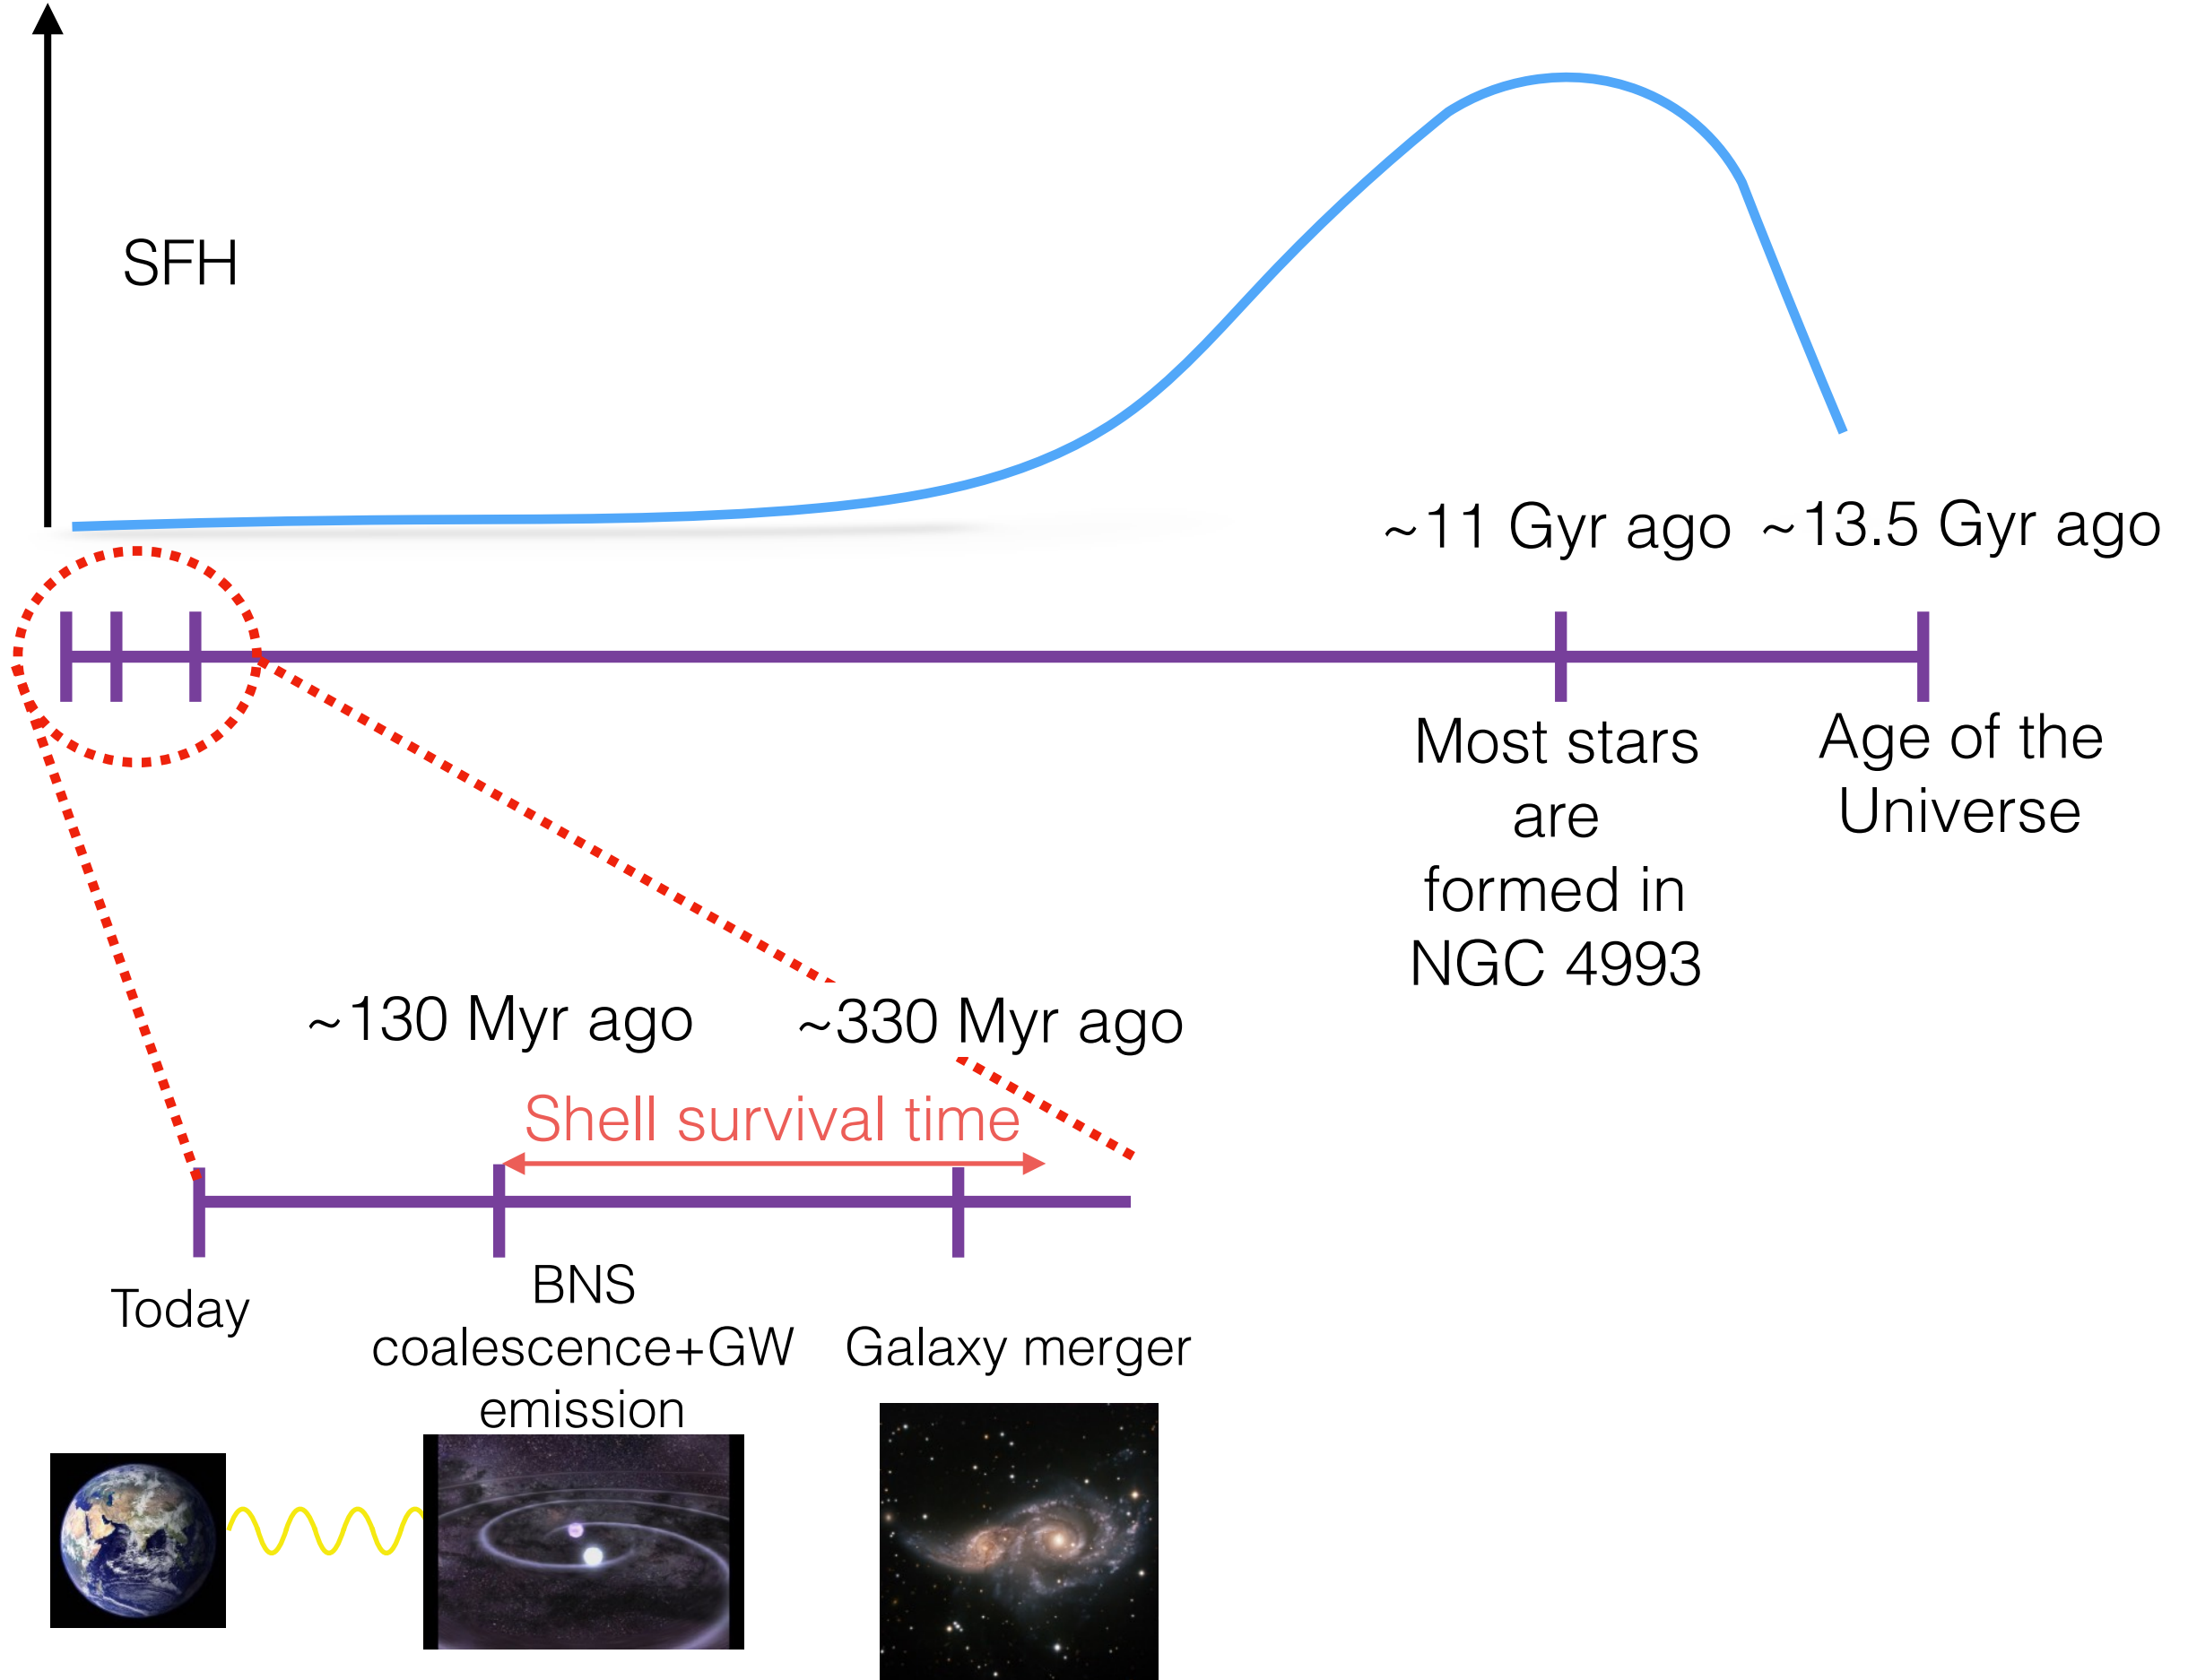 SFH
~11 Gyr ago
~13.5 Gyr ago
Most stars
are
formed in
NGC 4993
Age of the
Universe
~130 Myr ago
~330 Myr ago
Shell survival time
Today
BNS
coalescence+GW
emission
Galaxy merger